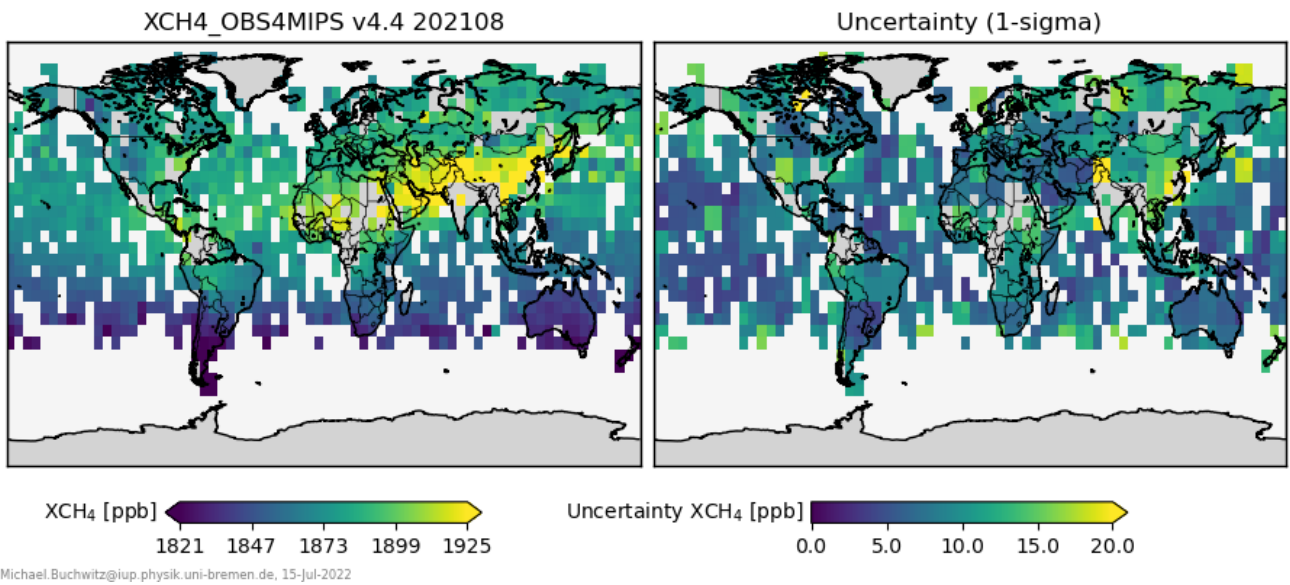 XCH4_OBS4MIPS v4.4 202108
Uncertainty (1-sigma)
XCH₄ [ppb]
1821 1847 1873 1899 1925
Uncertainty XCH₄ [ppb]
0.0 5.0 10.0 15.0 20.0
Michael.Buchwitz@iup.physik.uni-bremen.de, 15-Jul-2022